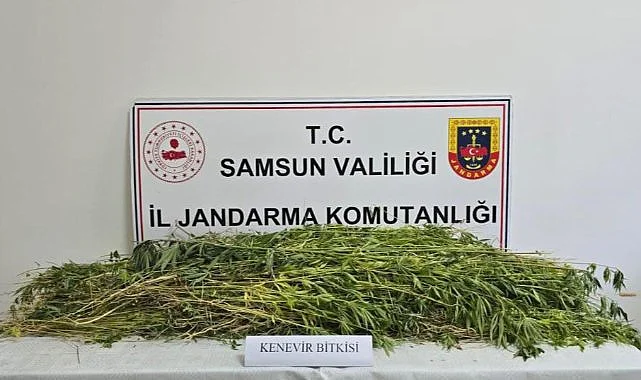 T.C.
SAMSUN VALİLİĞİ
JANDARMA
İL JANDARMA KOMUTANLIĞI
KENEVİR BİTKİSİ